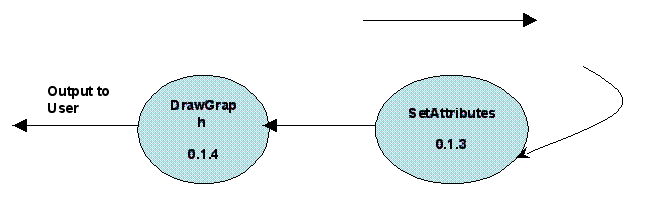 Output to
User
DrawGrap
h
0.1.4
SetAttributes
0.1.3